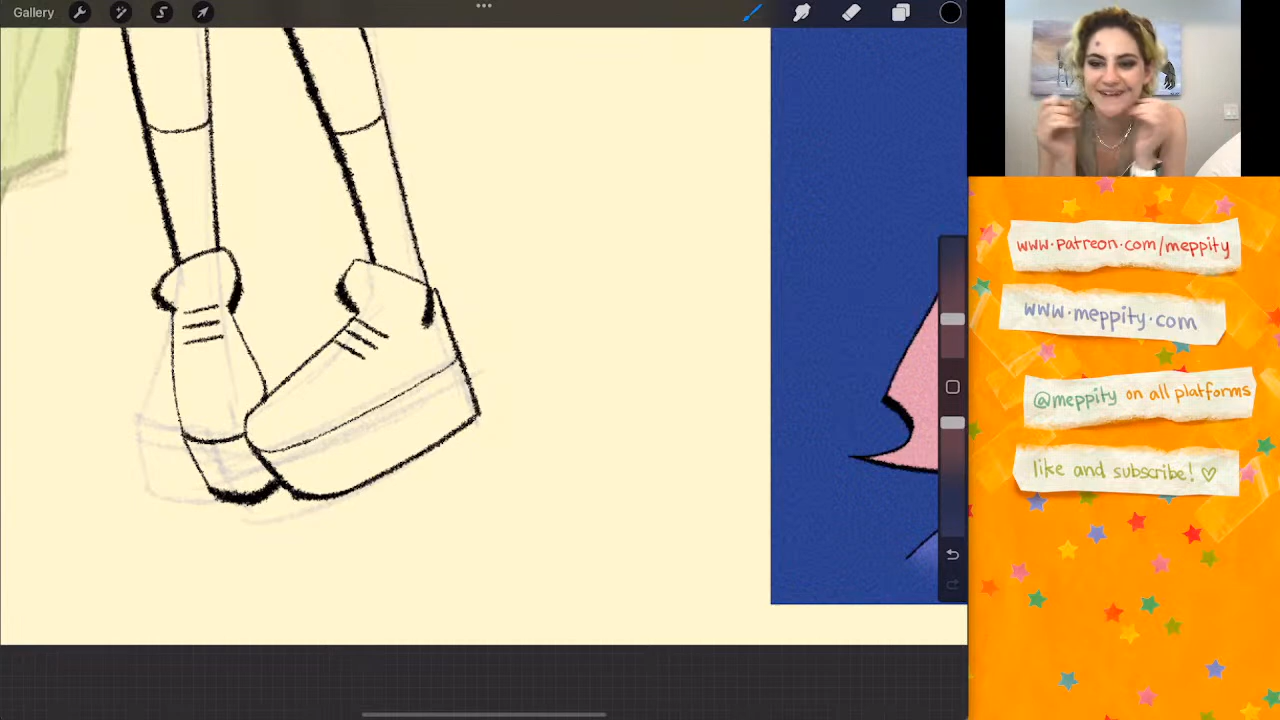 Gallery
www.patreon.com/meppity
www.meppity.com
@meppity on all platforms
like and subscribe! ♡